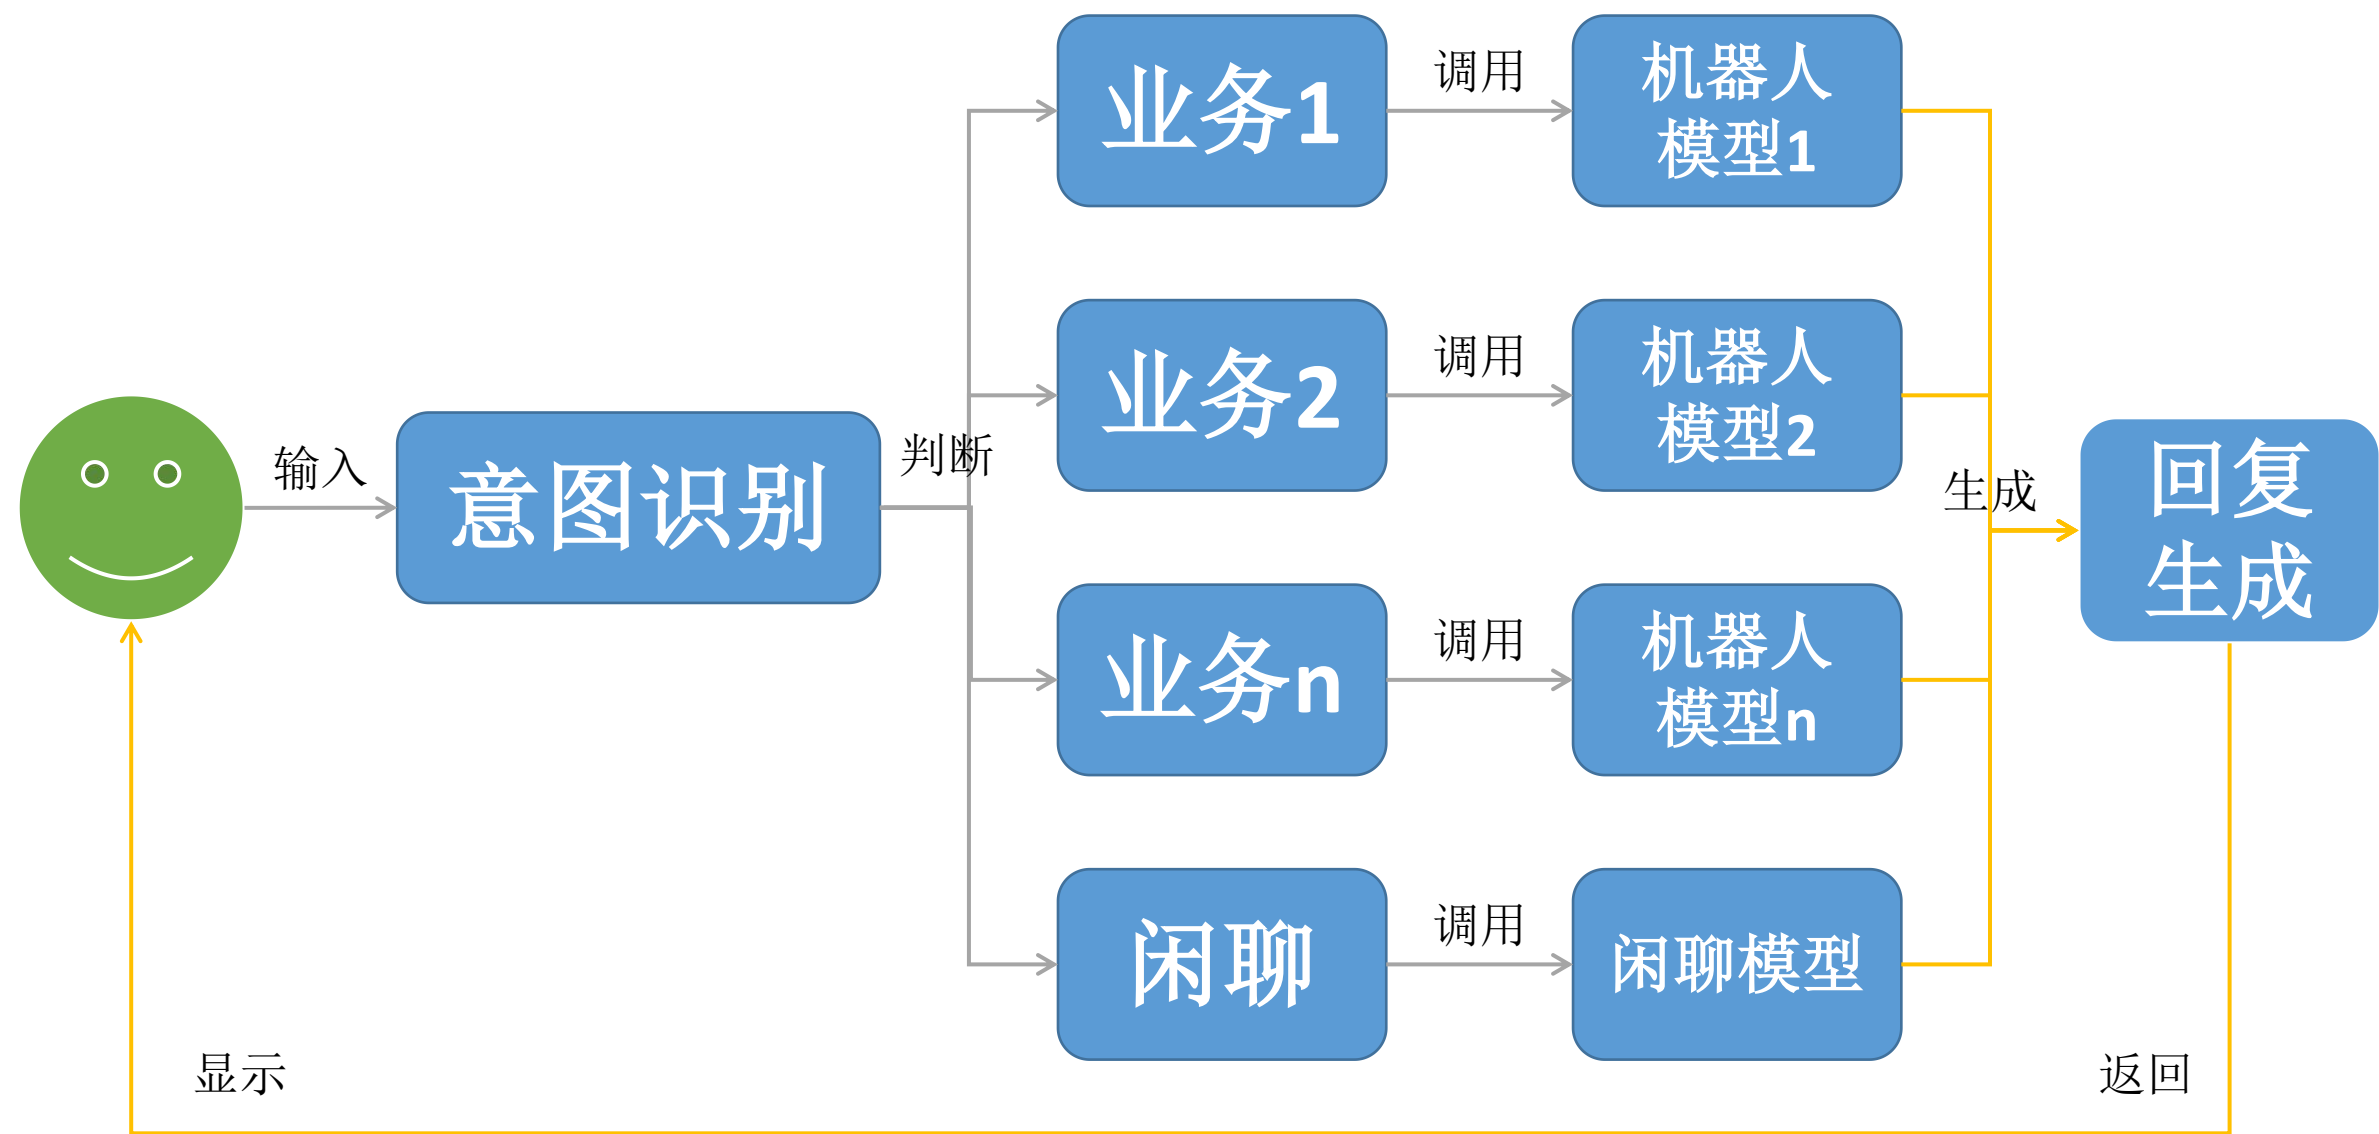 输入
意图识别
判断
业务1
调用
机器人
模型1
业务2
调用
机器人
模型2
业务n
调用
机器人
模型n
闲聊
调用
闲聊模型
生成
回复
生成
返回
显示